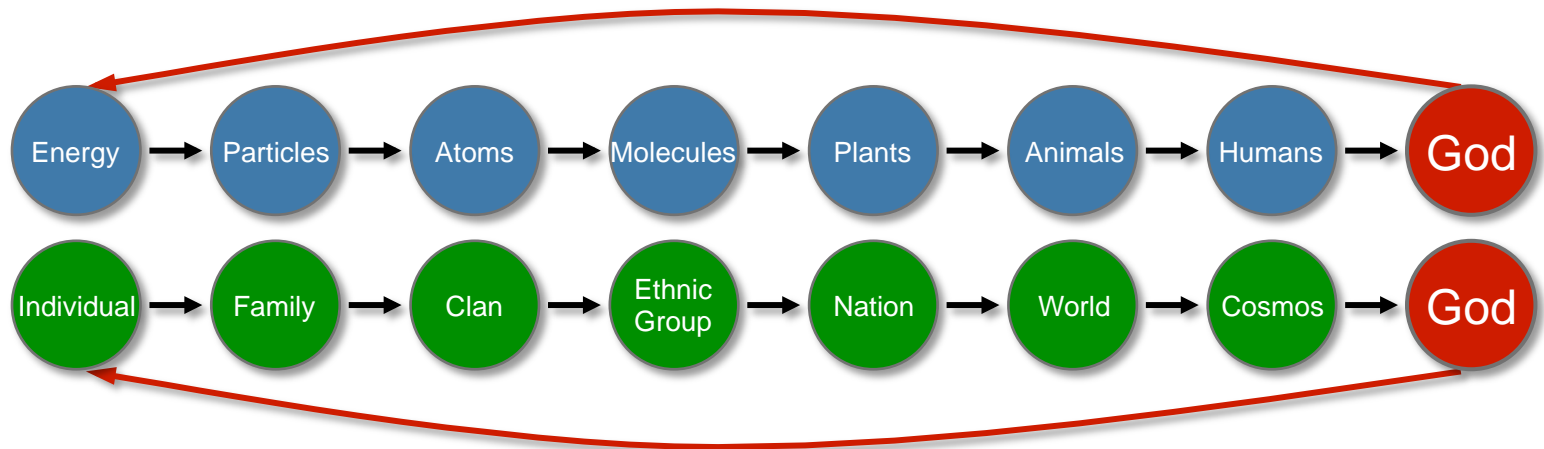 Energy
Particles
Atoms
Molecules
Plants
Animals
Humans
God
Individual
Family
Clan
Ethnic
Group
Nation
World
Cosmos
God